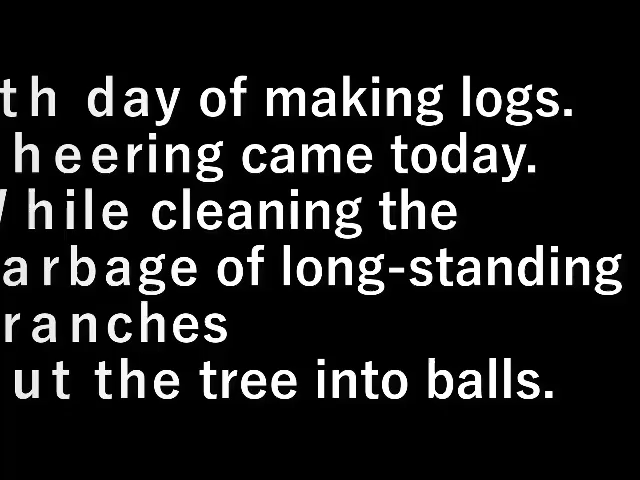 th day of making logs.
heering came today.
While cleaning the
arbage of long-standing
ranches
ut the tree into balls.